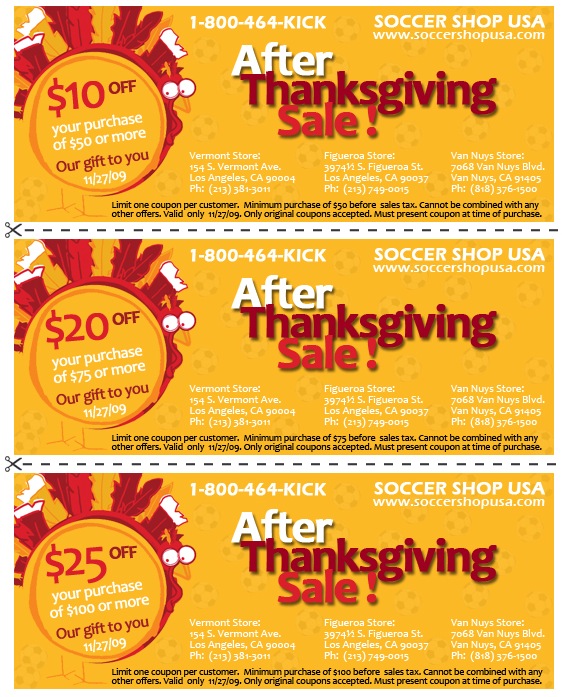 1-800-464-KICK
SOCCER SHOP USA
www.soccershopusa.com
After
Thanksgiving
Sale!
$10 OFF
your purchase
of $50 or more
Our gift to you
11/27/09
Vermont Store:
154 S. Vermont Ave.
Los Angeles, CA 90004
Ph: (213) 381-3011
Figueroa Store:
3974½ S. Figueroa St.
Los Angeles, CA 90037
Ph: (213) 749-0015
Van Nuys Store:
7068 Van Nuys Blvd.
Van Nuys, CA 91405
Ph: (818) 376-1500
Limit one coupon per customer. Minimum purchase of $50 before sales tax. Cannot be combined with any
other offers. Valid only 11/27/09. Only original coupons accepted. Must present coupon at time of purchase.
1-800-464-KICK
SOCCER SHOP USA
www.soccershopusa.com
After
Thanksgiving
Sale!
$20 OFF
your purchase
of $75 or more
Our gift to you
11/27/09
Vermont Store:
154 S. Vermont Ave.
Los Angeles, CA 90004
Ph: (213) 381-3011
Figueroa Store:
3974½ S. Figueroa St.
Los Angeles, CA 90037
Ph: (213) 749-0015
Van Nuys Store:
7068 Van Nuys Blvd.
Van Nuys, CA 91405
Ph: (818) 376-1500
Limit one coupon per customer. Minimum purchase of $75 before sales tax. Cannot be combined with any
other offers. Valid only 11/27/09. Only original coupons accepted. Must present coupon at time of purchase.
1-800-464-KICK
SOCCER SHOP USA
www.soccershopusa.com
After
Thanksgiving
Sale!
$25 OFF
your purchase
of $100 or more
Our gift to you
11/27/09
Vermont Store:
154 S. Vermont Ave.
Los Angeles, CA 90004
Ph: (213) 381-3011
Figueroa Store:
3974½ S. Figueroa St.
Los Angeles, CA 90037
Ph: (213) 749-0015
Van Nuys Store:
7068 Van Nuys Blvd.
Van Nuys, CA 91405
Ph: (818) 376-1500
Limit one coupon per customer. Minimum purchase of $100 before sales tax. Cannot be combined with any
other offers. Valid only 11/27/09. Only original coupons accepted. Must present coupon at time of purchase.